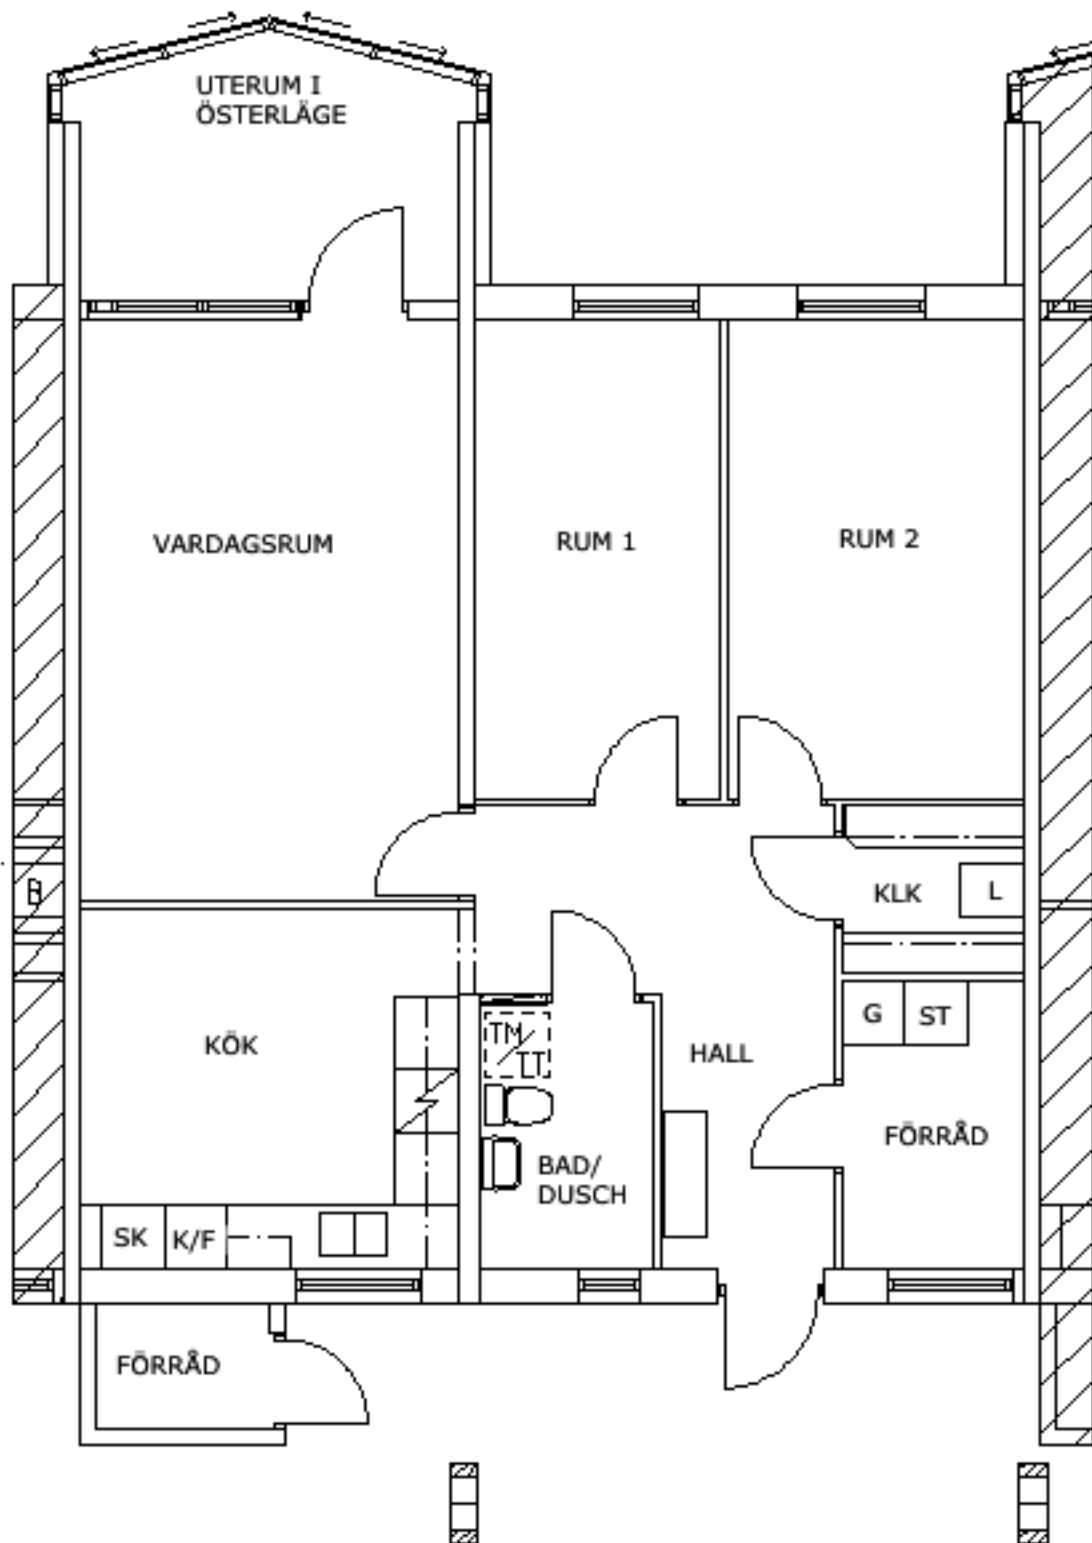 UTERUM I
ÖSTERLÄGE
VARDAGSRUM
RUM 1
RUM 2
B
KLK
L
G
ST
KÖK
TM
TT
HALL
FÖRRÅD
BAD/
DUSCH
SK
K/F
FÖRRÅD